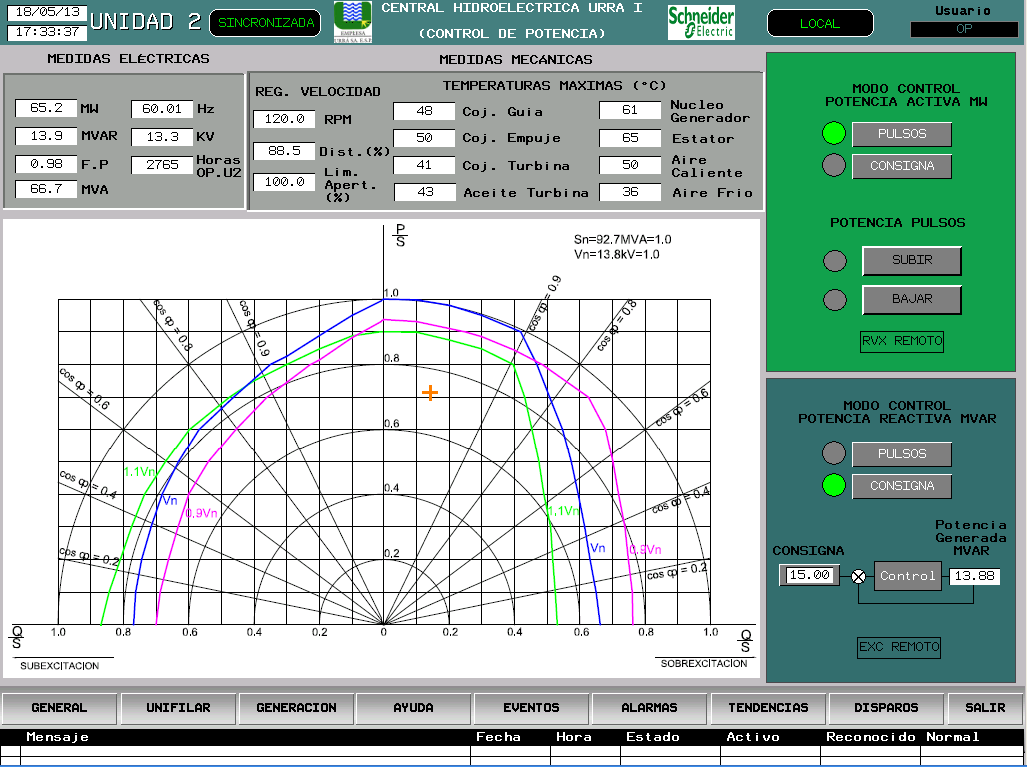 18/05/13
17:33:37
UNIDAD 2
SINCRONIZADA
EMPRESA
URRÁ S.A. E.S.P.
CENTRAL HIDROELECTRICA URRA I
(CONTROL DE POTENCIA)
Schneider
Electric
LOCAL
Usuario
OP
MEDIDAS ELéCTRICAS
65.2 MW 60.01 Hz
13.9 MVAR 13.3 KV
0.98 F.P 2765 Horas OP.U2
66.7 MVA
MEDIDAS MECáNICAS
REG. VELOCIDAD
120.0 RPM
88.5 Dist.(%)
100.0 Lim. Apert. (%)
TEMPERATURAS MAXIMAS (°C)
48 Coj. Guia 61 Nucleo Generador
50 Coj. Empuje 65 Estator
41 Coj. Turbina 50 Aire Caliente
43 Aceite Turbina 36 Aire Frio
P
S
Sn=92.7MVA=1.0
Vn=13.8kV=1.0
cos φ = 0.8
cos φ = 0.9
1.0
cos φ = 0.9
cos φ = 0.8
cos φ = 0.6
0.8
cos φ = 0.6
0.6
1.1Vn
cos φ = 0.4
Vn
0.9Vn
0.4
cos φ = 0.4
1.1Vn
cos φ = 0.2
0.2
Vn
0.9Vn
cos φ = 0.2
Q
S
1.0 0.8 0.6 0.4 0.2 0 0.2 0.4 0.6 0.8 1.0
Q
S
SUBEXCITACION
SOBREXCITACION
MODO CONTROL
POTENCIA ACTIVA MW
PULSOS
CONSIGNA
POTENCIA PULSOS
SUBIR
BAJAR
RVX REMOTO
MODO CONTROL
POTENCIA REACTIVA MVAR
PULSOS
CONSIGNA
CONSIGNA
15.00
Control
Potencia
Generada
MVAR
13.88
EXC REMOTO
GENERAL UNIFILAR GENERACION AYUDA EVENTOS ALARMAS TENDENCIAS DISPAROS SALIR
Mensaje Fecha Hora Estado Activo Reconocido Normal